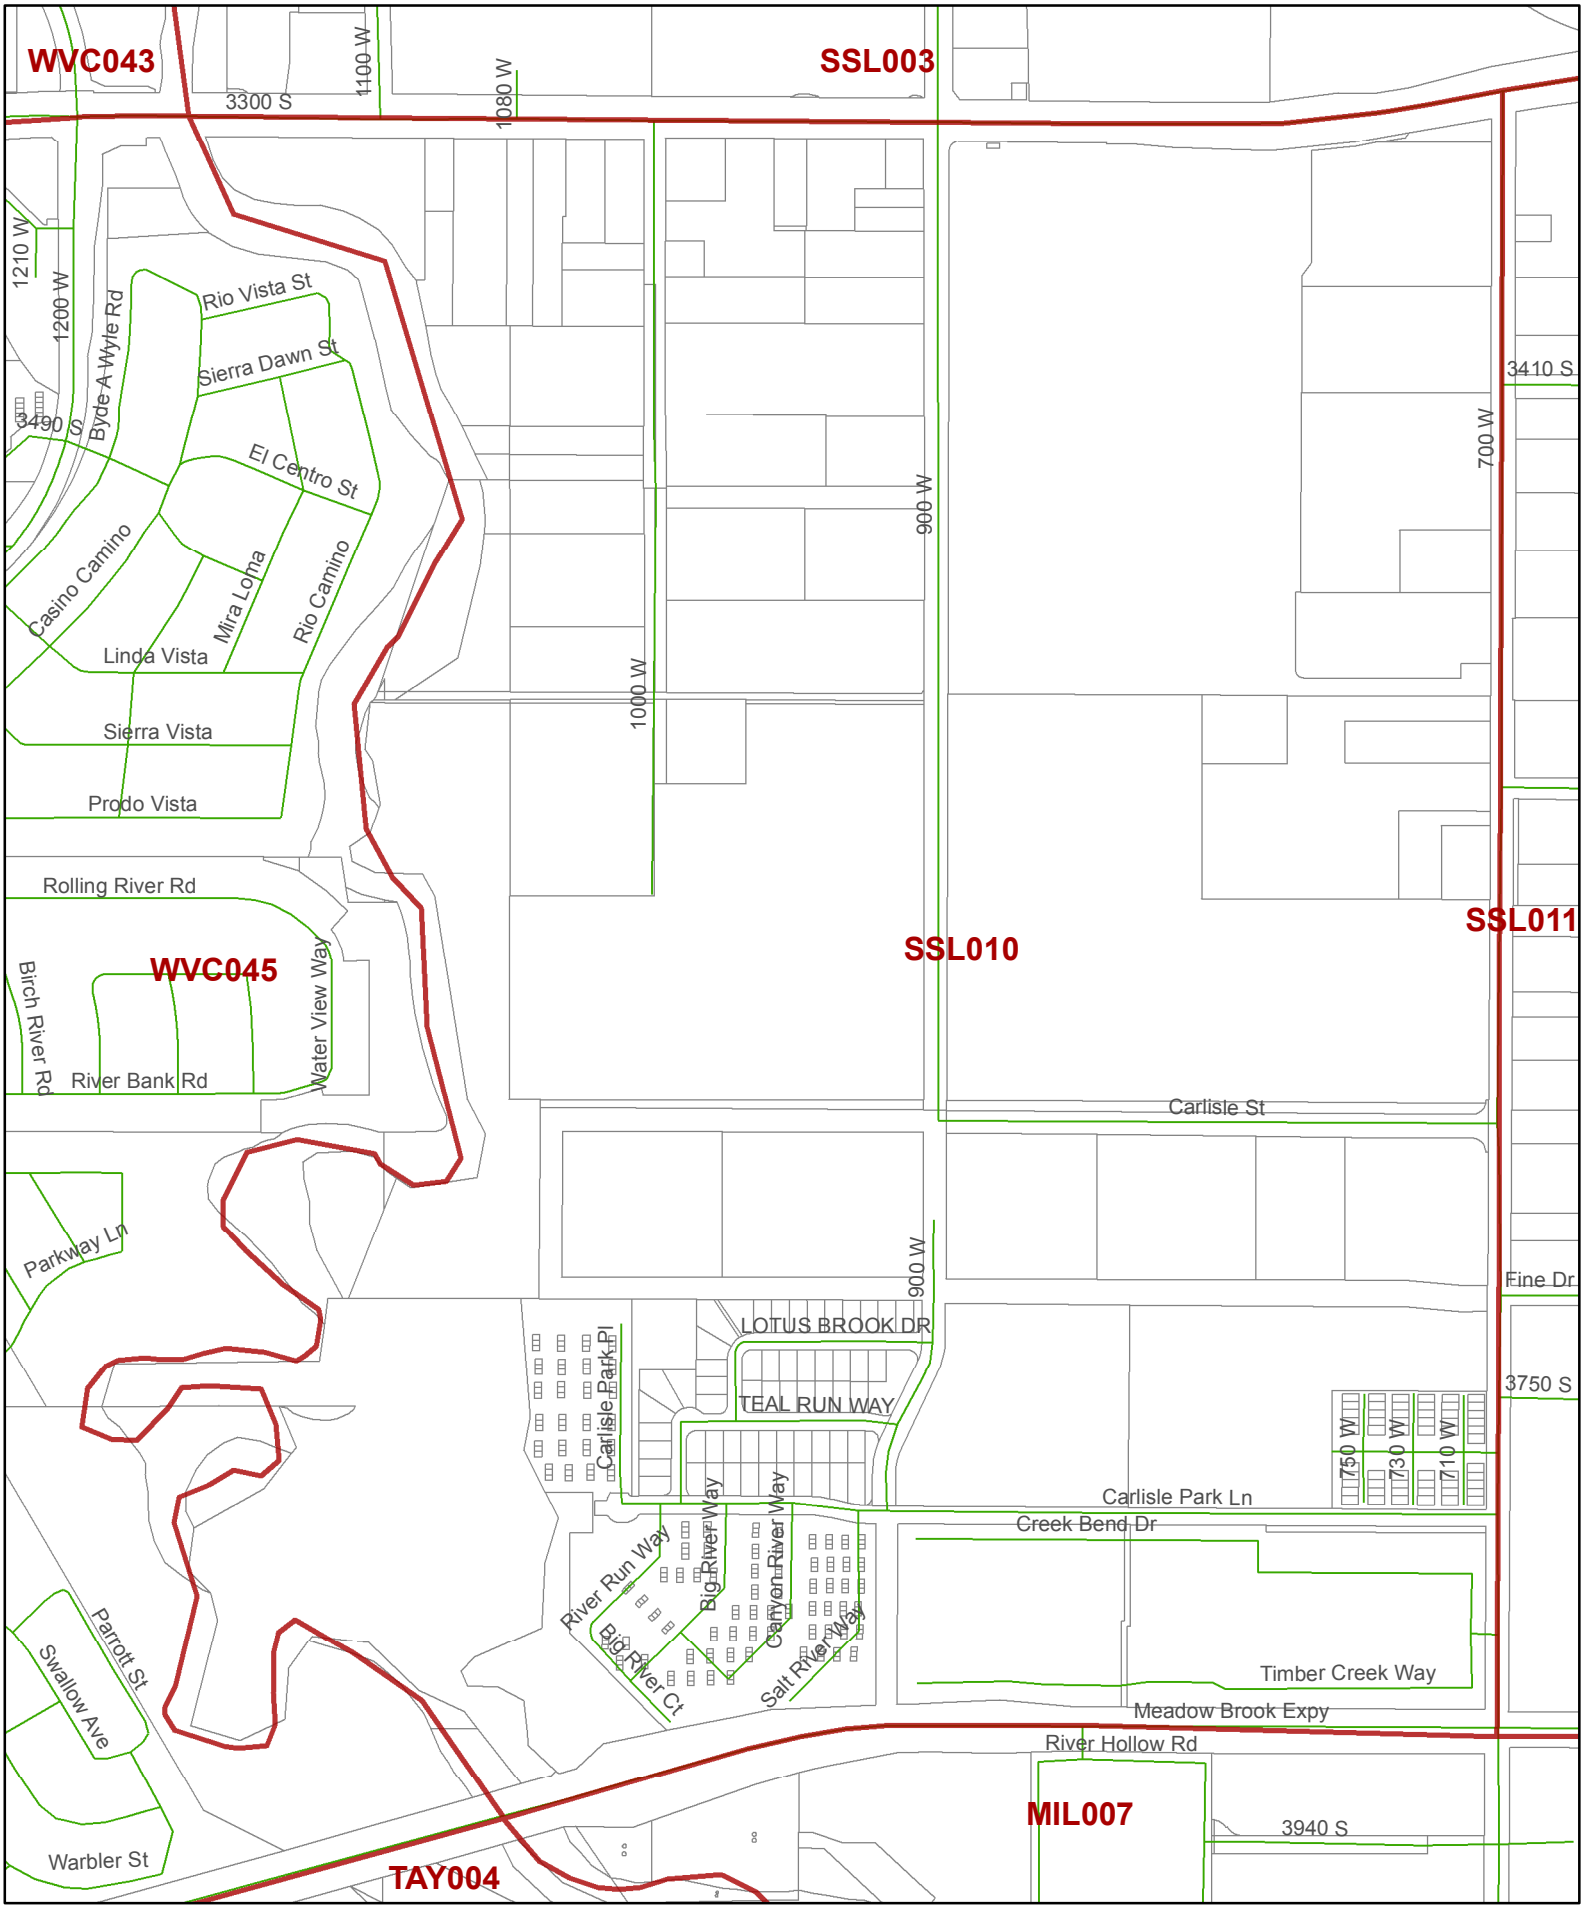 WVC043
1100 W
SSL003
1080 W
3300 S
1210 W
1200 W
Byde A Wyle Rd
Rio Vista St
Sierra Dawn St
3410 S
3490 S
El Centro St
700 W
900 W
Casino Camino
Mira Loma
Rio Camino
Linda Vista
1000 W
Sierra Vista
Prodo Vista
Rolling River Rd
SSL011
SSL010
WVC045
Birch River Rd
Water View Way
River Bank Rd
Carlisle St
Parkway Ln
900 W
Fine Dr
LOTUS BROOK DR
Carlisle Park Pl
3750 S
TEAL RUN WAY
750 W
730 W
710 W
Carlisle Park Ln
Creek Bend Dr
River Run Way
Big River Way
Canyon River Way
Salt River Way
Big River Ct
Parrott St
Swallow Ave
Timber Creek Way
Meadow Brook Expy
River Hollow Rd
MIL007
3940 S
Warbler St
TAY004